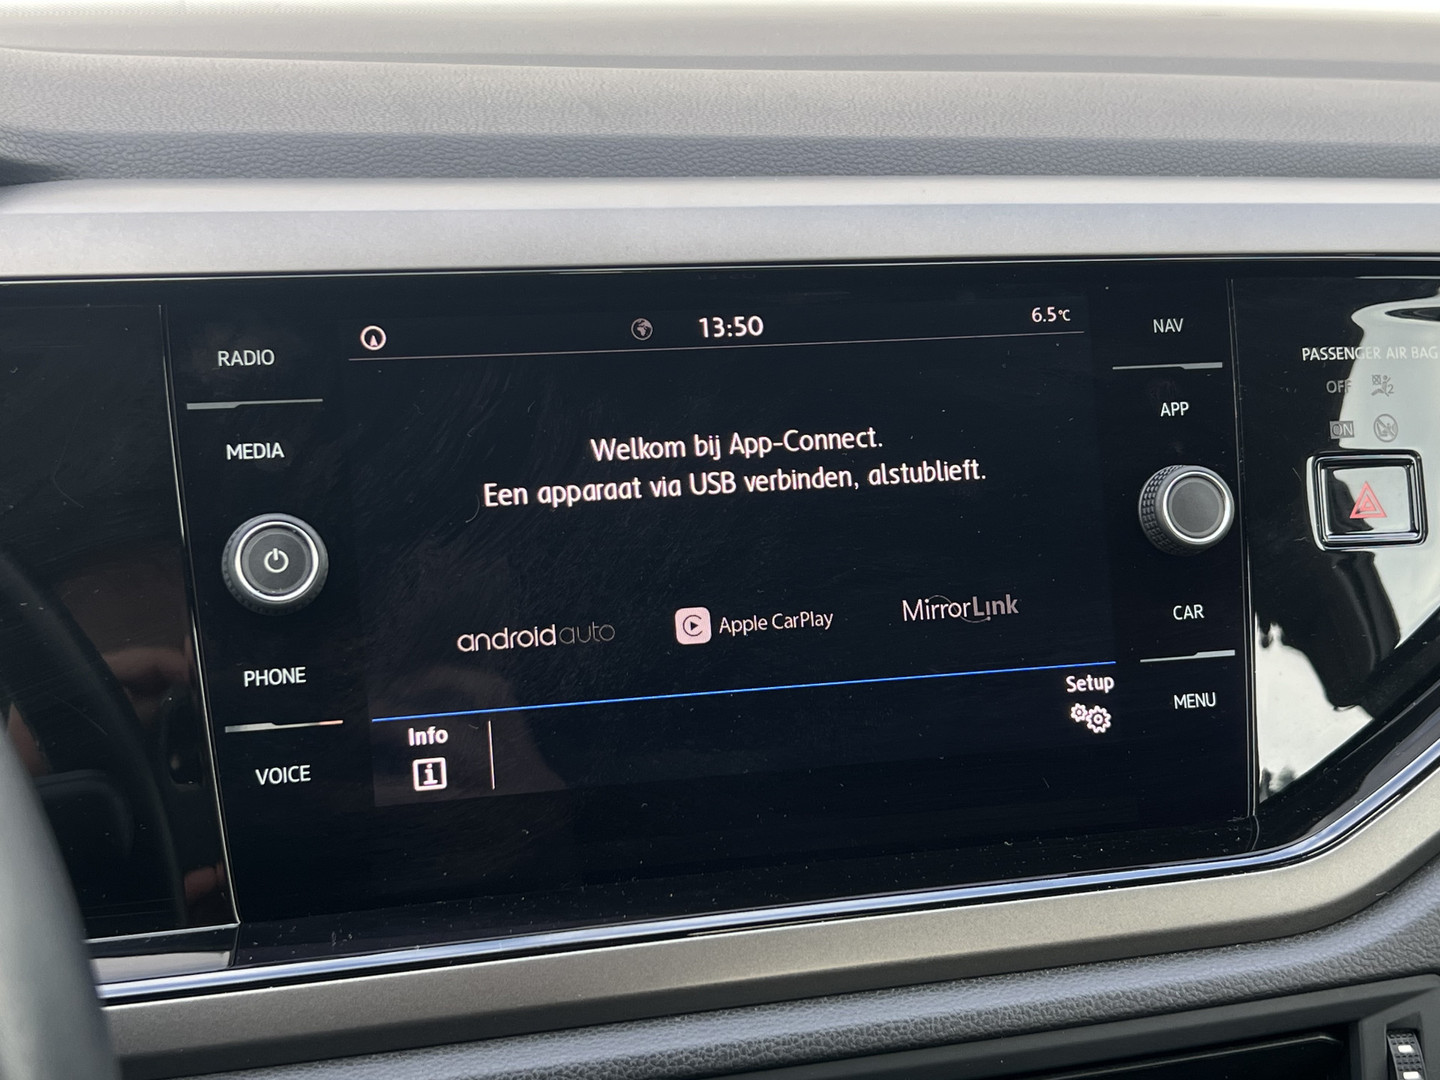 RADIO
MEDIA
PHONE
VOICE
13:50
6.5°C
Welkom bij App-Connect.
Een apparaat via USB verbinden, alstublieft.
androidauto
Apple CarPlay
MirrorLink
Info
i
Setup
NAV
APP
CAR
MENU
PASSENGER AIR BAG
OFF
ON